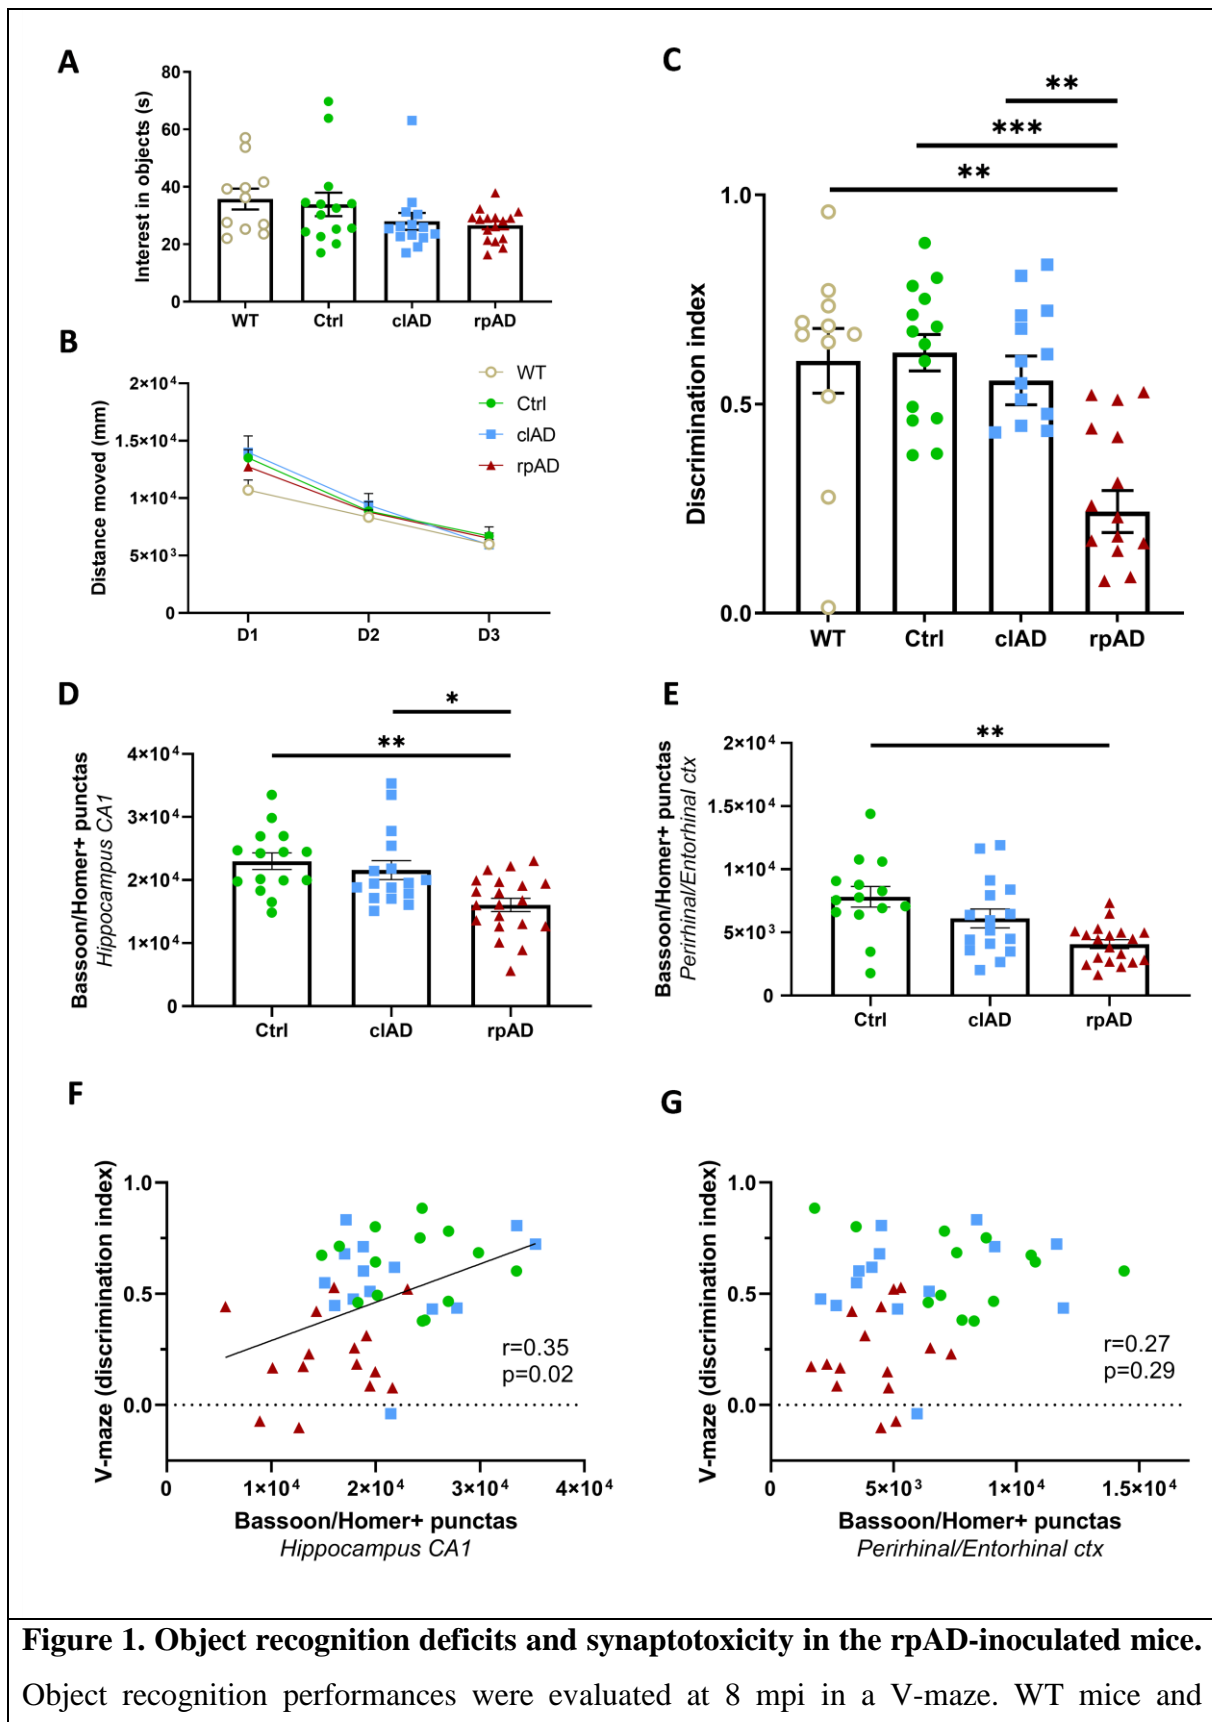 A
Interest in objects (s)
80
60
40
20
0
WT
Ctrl
clAD
rpAD
B
Distance moved (mm)
2×10⁴
1.5×10⁴
1×10⁴
5×10³
0
D1
D2
D3
WT
Ctrl
clAD
rpAD
C
**
***
**
Discrimination index
1.0
0.5
0.0
WT
Ctrl
clAD
rpAD
D
*
**
Bassoon/Homer+ punctas
Hippocampus CA1
4×10⁴
3×10⁴
2×10⁴
1×10⁴
0
Ctrl
clAD
rpAD
E
**
Bassoon/Homer+ punctas
Perirhinal/Entorhinal ctx
2×10⁴
1.5×10⁴
1×10⁴
5×10³
0
Ctrl
clAD
rpAD
F
V-maze (discrimination index)
1.0
0.5
0.0
r=0.35
p=0.02
0
1×10⁴
2×10⁴
3×10⁴
4×10⁴
Bassoon/Homer+ punctas
Hippocampus CA1
G
V-maze (discrimination index)
1.0
0.5
0.0
r=0.27
p=0.29
0
5×10³
1×10⁴
1.5×10⁴
Bassoon/Homer+ punctas
Perirhinal/Entorhinal ctx
Figure 1. Object recognition deficits and synaptotoxicity in the rpAD-inoculated mice.
Object recognition performances were evaluated at 8 mpi in a V-maze. WT mice and